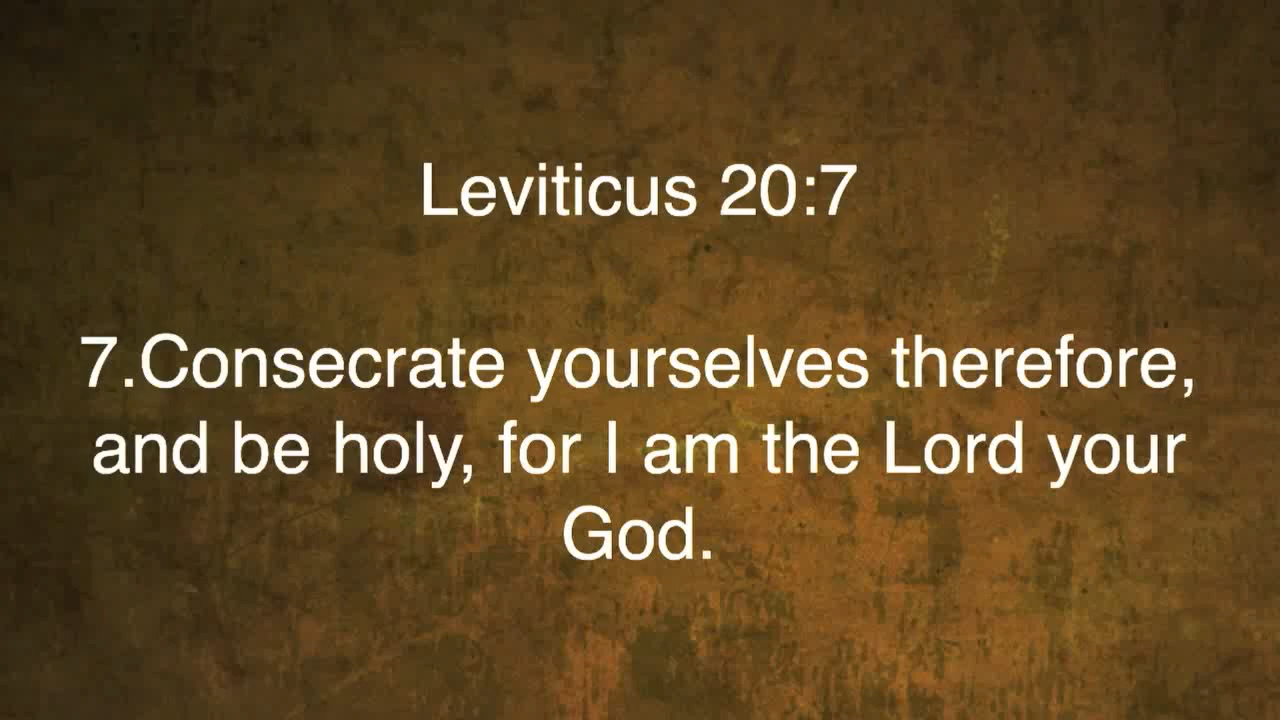 Leviticus 20:7
7.Consecrate yourselves therefore,
and be holy, for I am the Lord your
God.